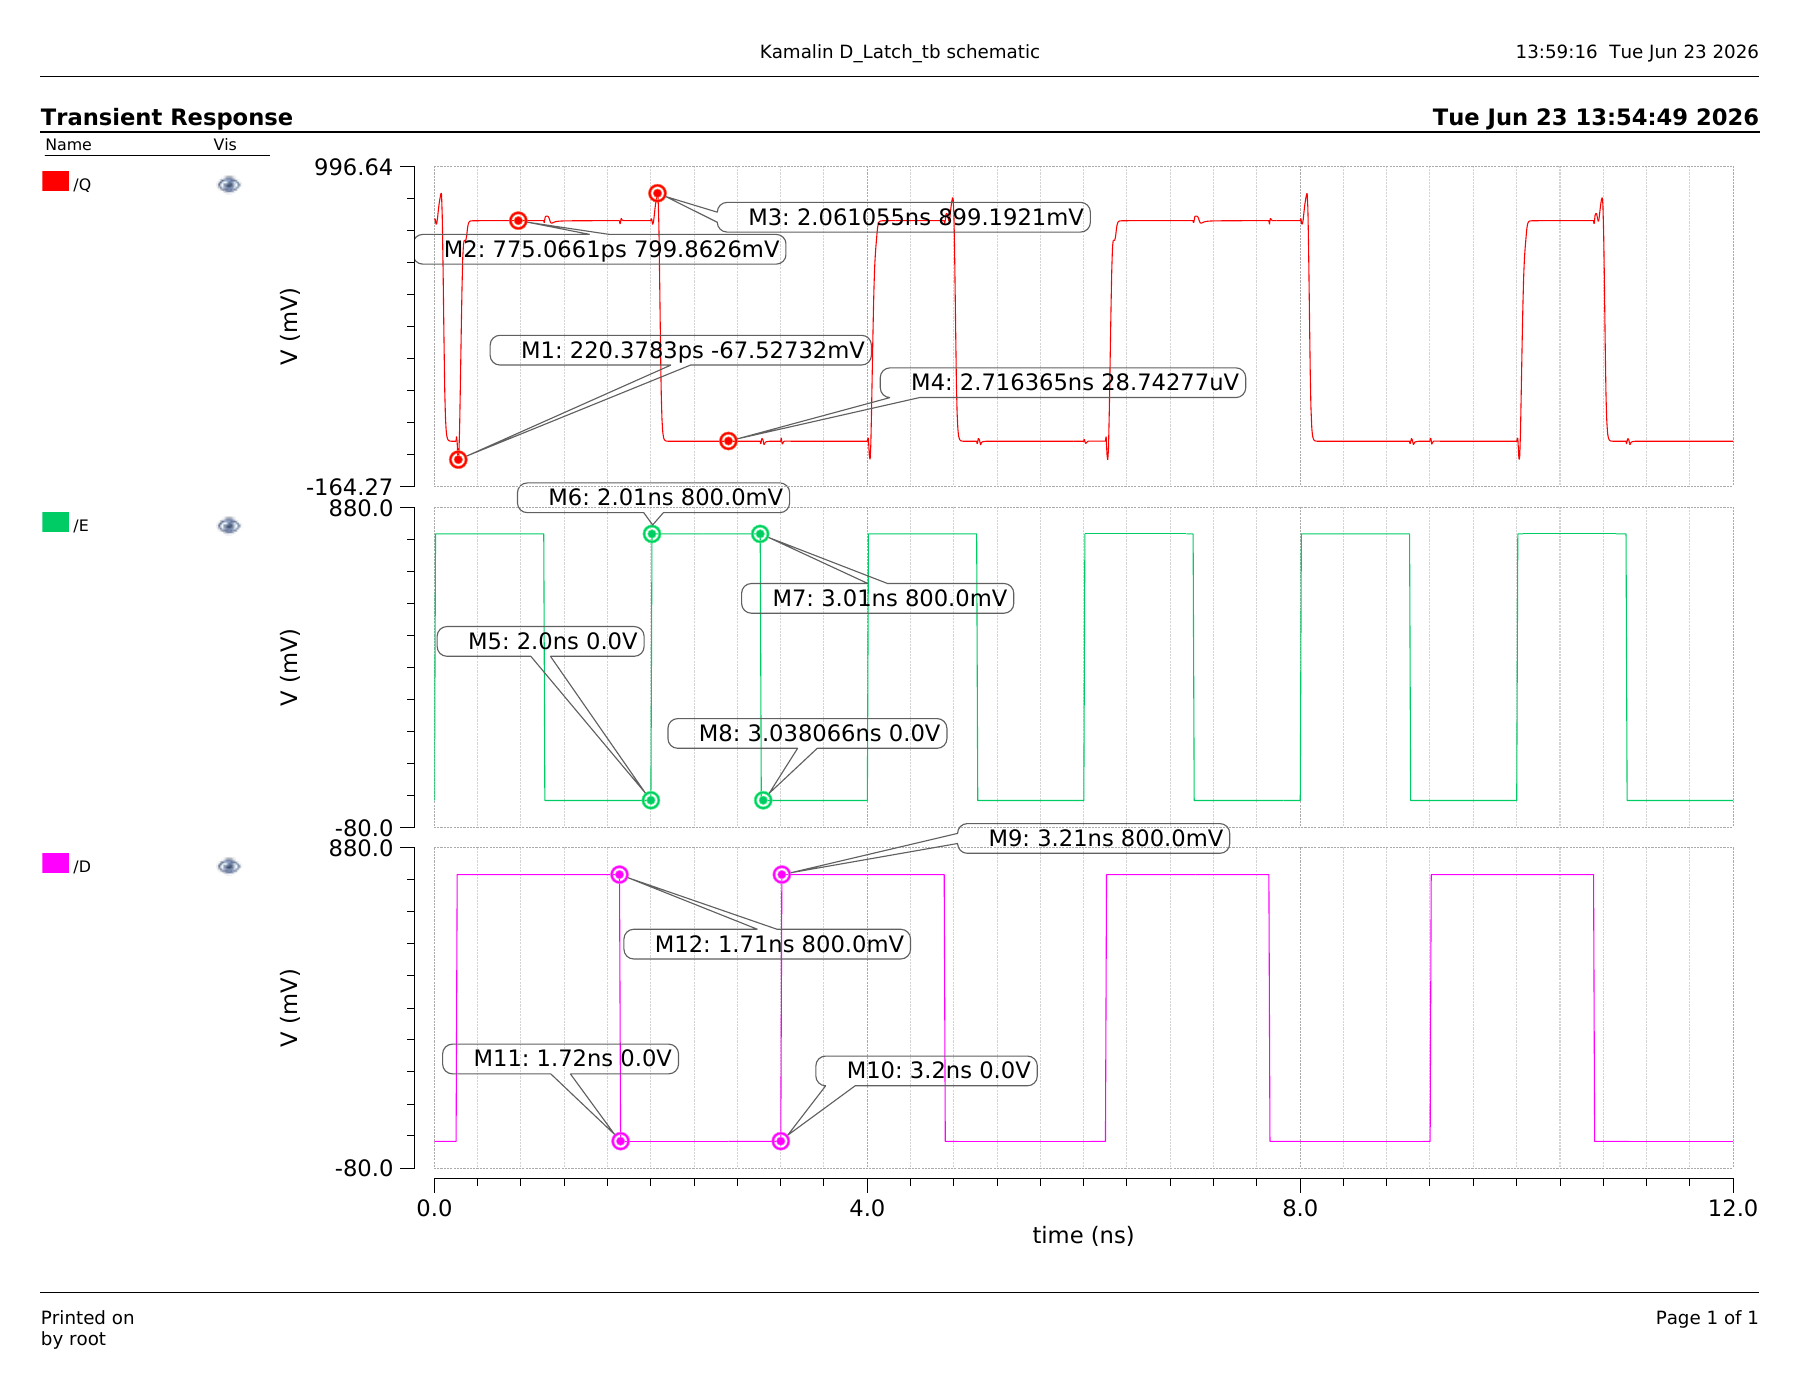 Kamalin D_Latch_tb schematic
13:59:16 Tue Jun 23 2026
Transient Response
Tue Jun 23 13:54:49 2026
Name Vis
/Q
996.64
V (mV)
-164.27
M3: 2.061055ns 899.1921mV
M2: 775.0661ps 799.8626mV
M1: 220.3783ps -67.52732mV
M4: 2.716365ns 28.74277uV
/E
880.0
V (mV)
-80.0
M6: 2.01ns 800.0mV
M7: 3.01ns 800.0mV
M5: 2.0ns 0.0V
M8: 3.038066ns 0.0V
/D
880.0
V (mV)
-80.0
M9: 3.21ns 800.0mV
M12: 1.71ns 800.0mV
M11: 1.72ns 0.0V
M10: 3.2ns 0.0V
0.0 4.0 8.0 12.0
time (ns)
Printed on
by root
Page 1 of 1